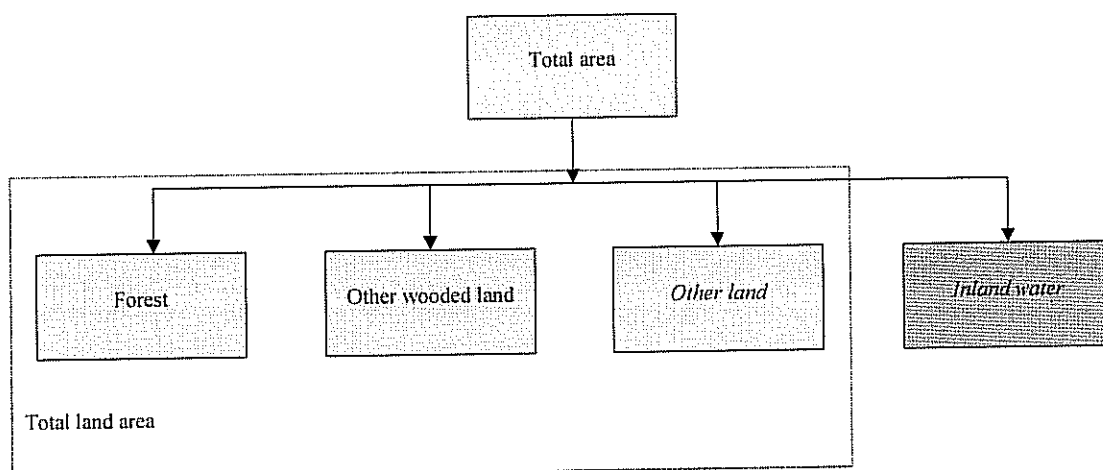 Total area
Forest
Other wooded land
Other land
Inland water
Total land area